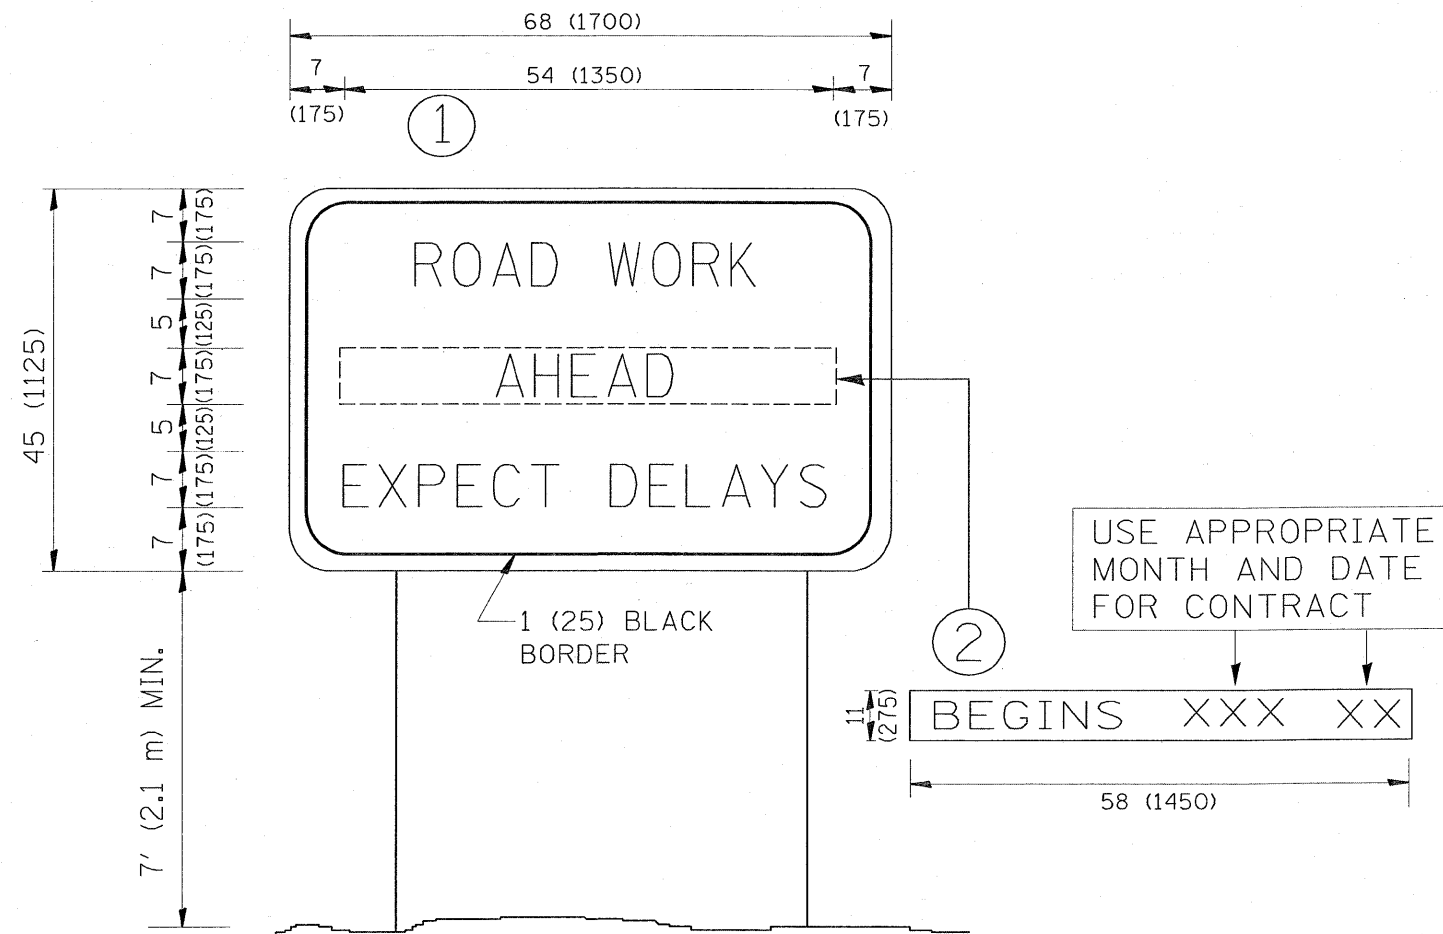 68 (1700)
7 54 (1350) 7
(175) (175)
1
7 (175)
7 (175)
5 (125)
7 (175)
5 (125)
7 (175)
7 (175)
45 (1125)
ROAD WORK
AHEAD
EXPECT DELAYS
1 (25) BLACK
BORDER
7' (2.1 m) MIN.
2
USE APPROPRIATE
MONTH AND DATE
FOR CONTRACT
11
(275)
BEGINS XXX XX
58 (1450)